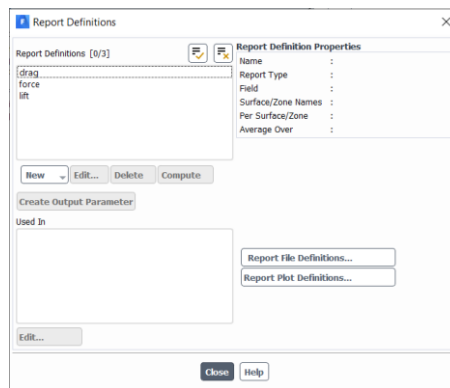 Report Definitions
Report Definitions [0/3]
drag
force
lift
New
Edit...
Delete
Compute
Create Output Parameter
Used In
Edit...
Report Definition Properties
Name :
Report Type :
Field :
Surface/Zone Names :
Per Surface/Zone :
Average Over :
Report File Definitions...
Report Plot Definitions...
Close
Help